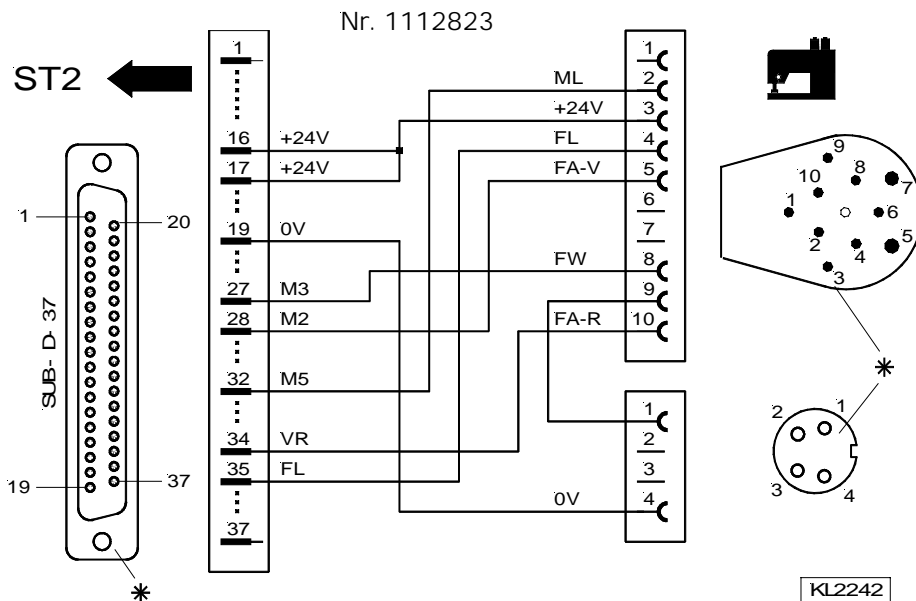 Nr. 1112823
ST2
1
16 +24V
17 +24V
19 0V
27 M3
28 M2
32 M5
34 VR
35 FL
37
1
ML 2
+24V 3
FL 4
FA-V 5
6
7
FW 8
9
FA-R 10
1
2
3
0V 4
1
20
19
37
SUB-D-37
9
10
8
7
1
6
2
4
5
3
2
1
3
4
*
*
KL2242